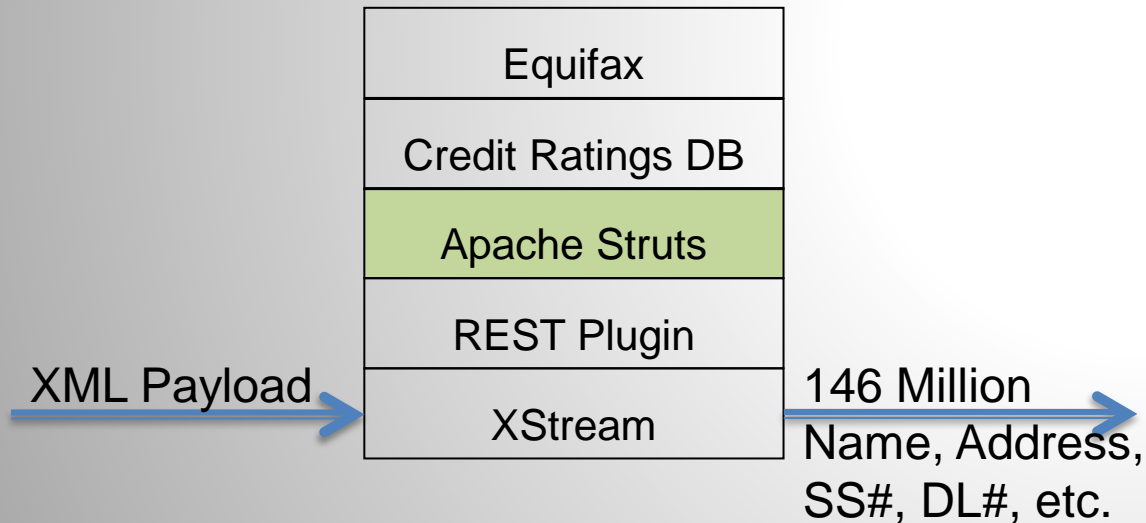 Equifax
Credit Ratings DB
Apache Struts
REST Plugin
XML Payload
XStream
146 Million
Name, Address,
SS#, DL#, etc.